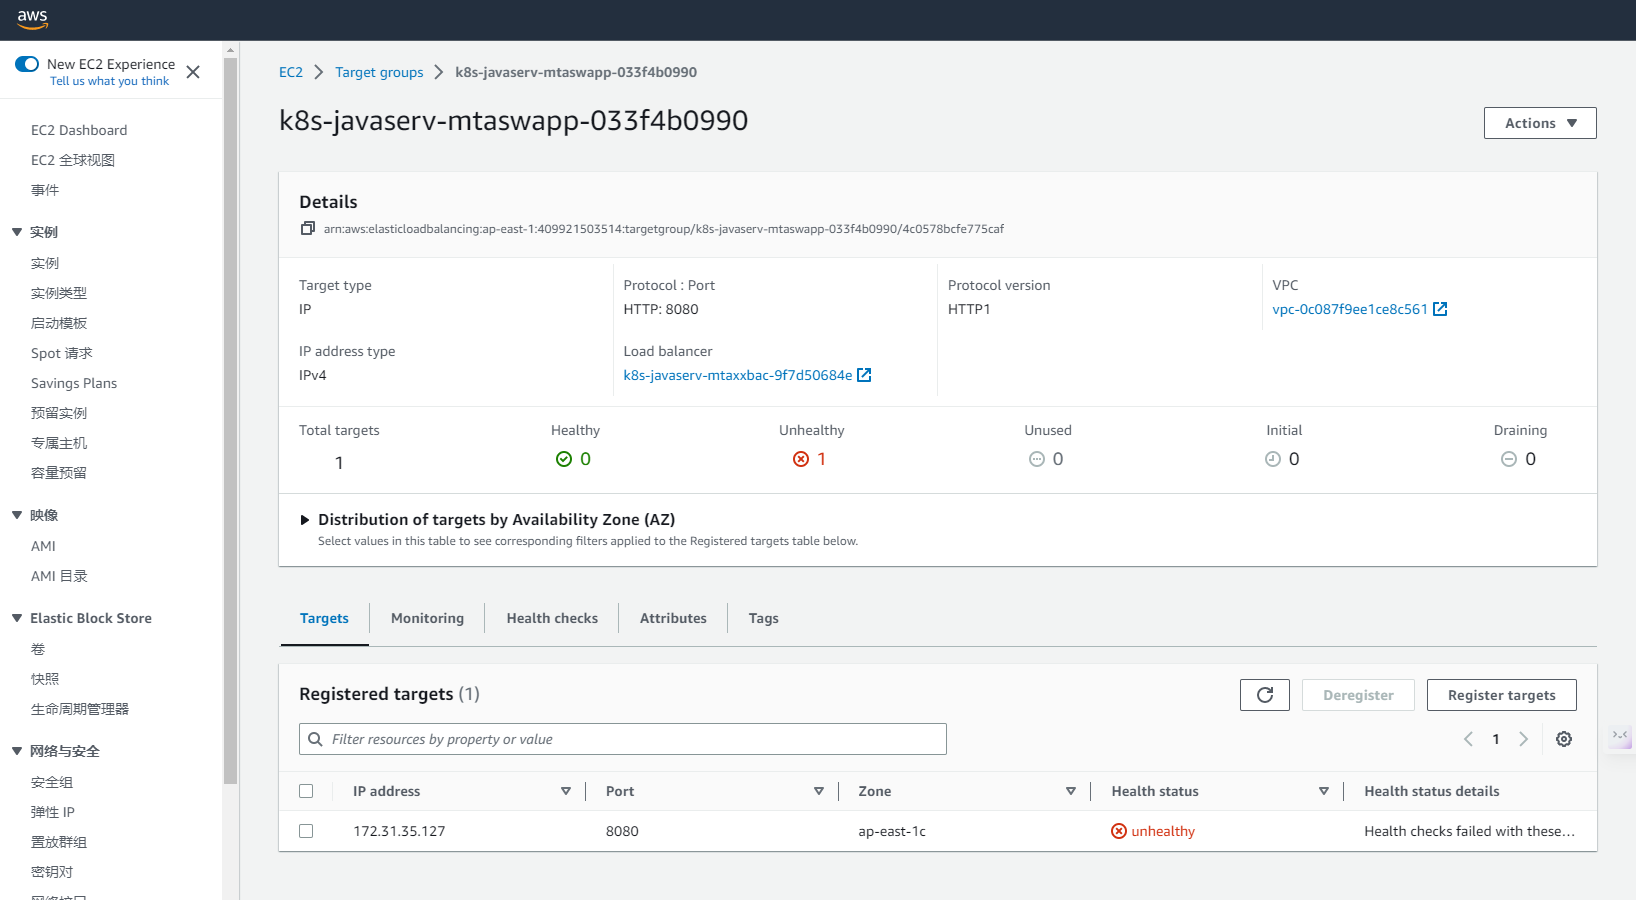 aws
New EC2 Experience
Tell us what you think
EC2 Dashboard
EC2 全球视图
事件
实例
实例
实例类型
启动模板
Spot 请求
Savings Plans
预留实例
专属主机
容量预留
映像
AMI
AMI 目录
Elastic Block Store
卷
快照
生命周期管理器
网络与安全
安全组
弹性 IP
置放群组
密钥对
EC2 > Target groups > k8s-javaserv-mtaswapp-033f4b0990
k8s-javaserv-mtaswapp-033f4b0990
Actions
Details
arn:aws:elasticloadbalancing:ap-east-1:409921503514:targetgroup/k8s-javaserv-mtaswapp-033f4b0990/4c0578bcfe775caf
Target type
IP
Protocol : Port
HTTP: 8080
Protocol version
HTTP1
VPC
vpc-0c087f9ee1ce8c561
IP address type
IPv4
Load balancer
k8s-javaserv-mtaxxbac-9f7d50684e
Total targets
1
Healthy
0
Unhealthy
1
Unused
0
Initial
0
Draining
0
Distribution of targets by Availability Zone (AZ)
Select values in this table to see corresponding filters applied to the Registered targets table below.
Targets Monitoring Health checks Attributes Tags
Registered targets (1)
Deregister
Register targets
Filter resources by property or value
1
IP address Port Zone Health status Health status details
172.31.35.127 8080 ap-east-1c unhealthy Health checks failed with these…